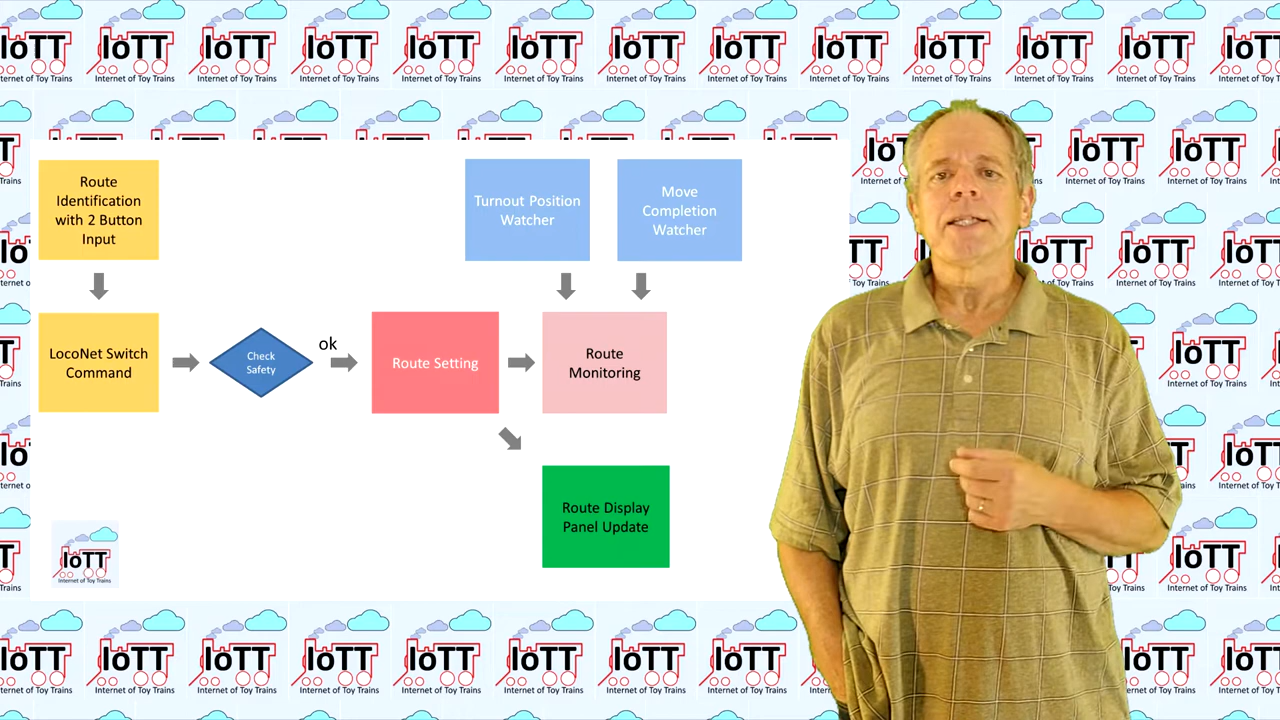 Route
Identification
with 2 Button
Input
Turnout Position
Watcher
Move
Completion
Watcher
LocoNet Switch
Command
Check
Safety
ok
Route Setting
Route
Monitoring
Route Display
Panel Update
IoTT
Internet of Toy Trains